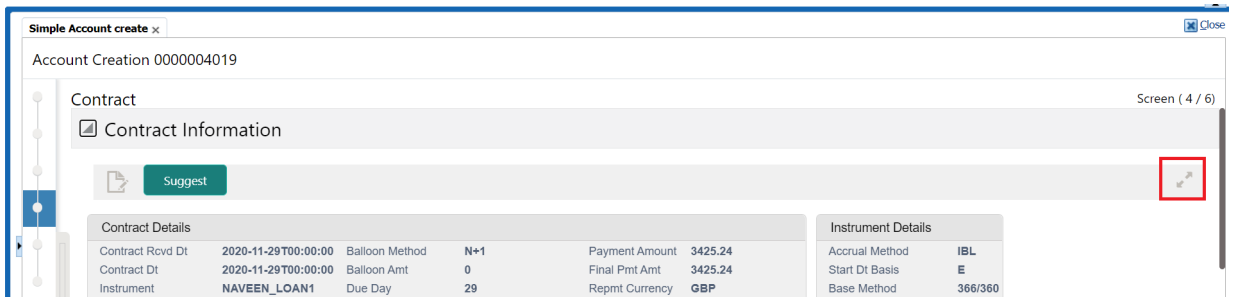 Simple Account create x
Close
Account Creation 0000004019
Contract
Screen ( 4 / 6)
Contract Information
Suggest
Contract Details
Instrument Details
Contract Rcvd Dt 2020-11-29T00:00:00 Balloon Method N+1 Payment Amount 3425.24 Accrual Method IBL
Contract Dt 2020-11-29T00:00:00 Balloon Amt 0 Final Pmt Amt 3425.24 Start Dt Basis E
Instrument NAVEEN_LOAN1 Due Day 29 Repmt Currency GBP Base Method 366/360